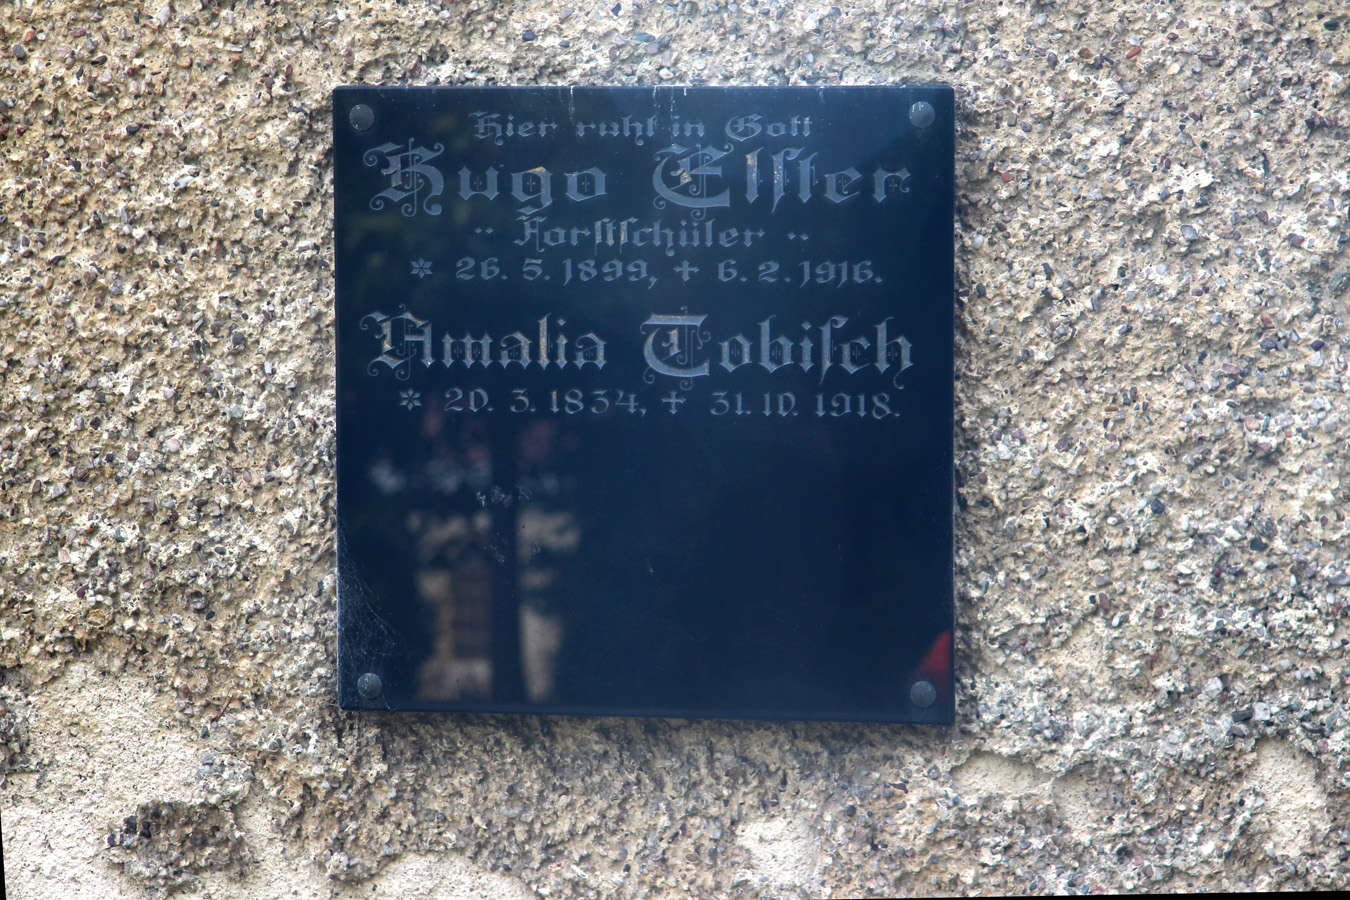 Hier ruht in Gott
Hugo Elſter
·· Forſtſchüler ··
✲ 26. 5. 1899, ✝ 6. 2. 1916.
Amalia Tobiſch
✲ 20. 3. 1834, ✝ 31. 10. 1918.